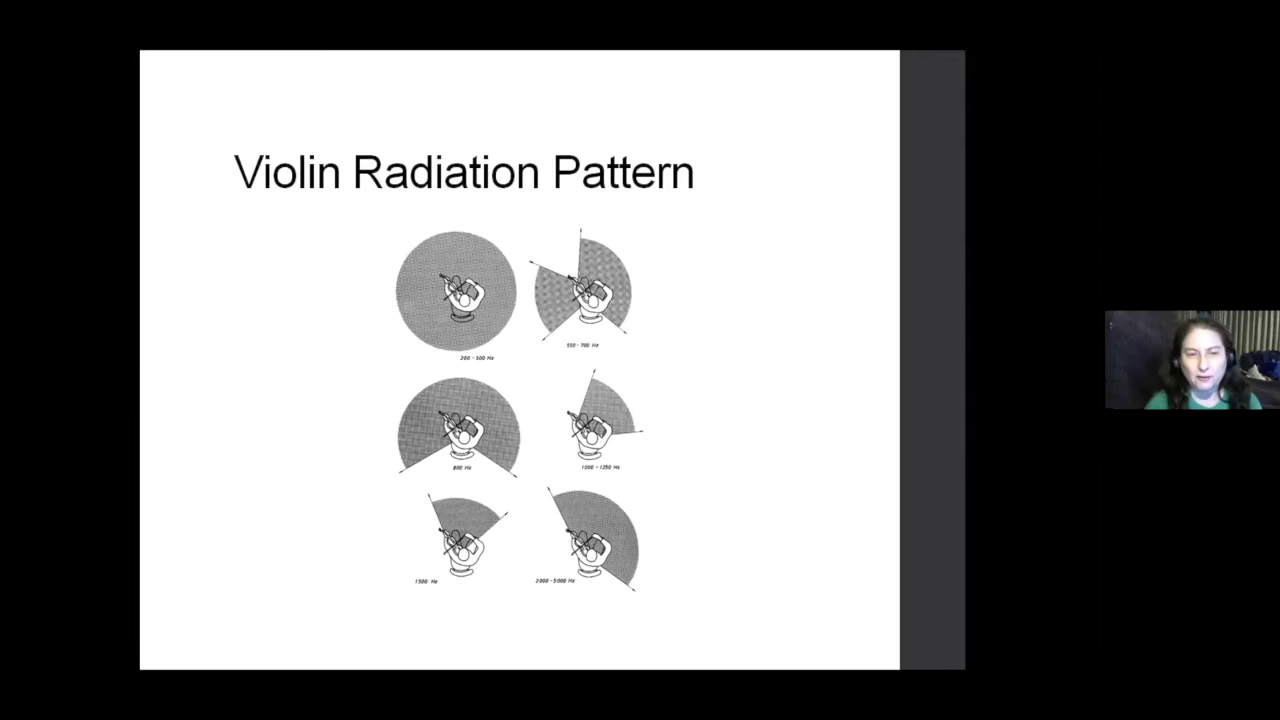 Violin Radiation Pattern
200 - 500 Hz
550 - 700 Hz
800 Hz
1000 - 1250 Hz
1500 Hz
2000 - 5000 Hz